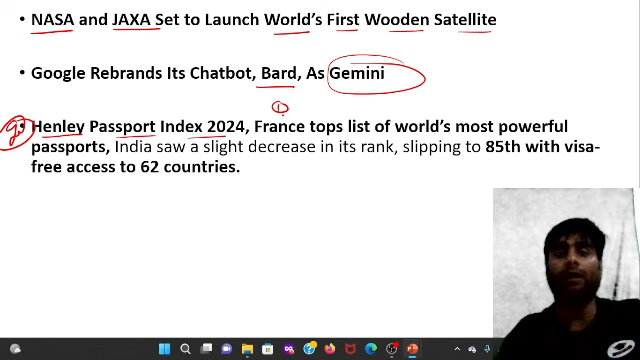 • NASA and JAXA Set to Launch World's First Wooden Satellite
• Google Rebrands Its Chatbot, Bard, As Gemini
①
• Henley Passport Index 2024, France tops list of world's most powerful
passports, India saw a slight decrease in its rank, slipping to 85th with visa-
free access to 62 countries.